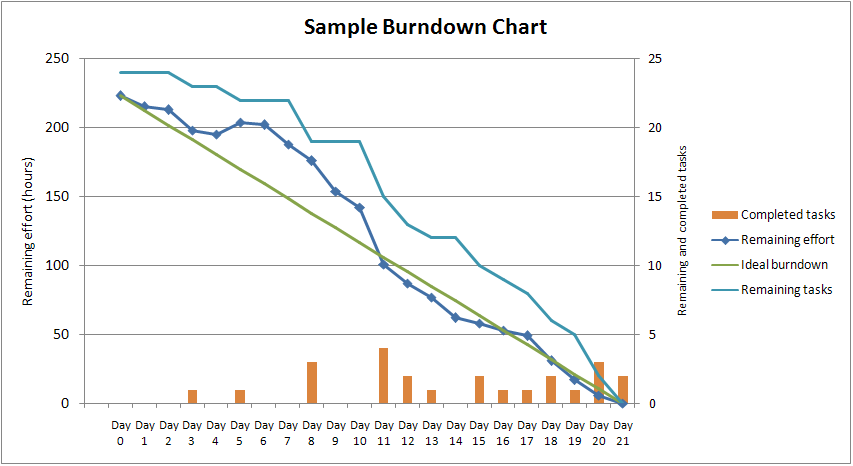 Sample Burndown Chart
250
200
150
100
50
0
Remaining effort (hours)
25
20
15
10
5
0
Remaining and completed tasks
Completed tasks
Remaining effort
Ideal burndown
Remaining tasks
Day Day Day Day Day Day Day Day Day Day Day Day Day Day Day Day Day Day Day Day Day Day
0 1 2 3 4 5 6 7 8 9 10 11 12 13 14 15 16 17 18 19 20 21